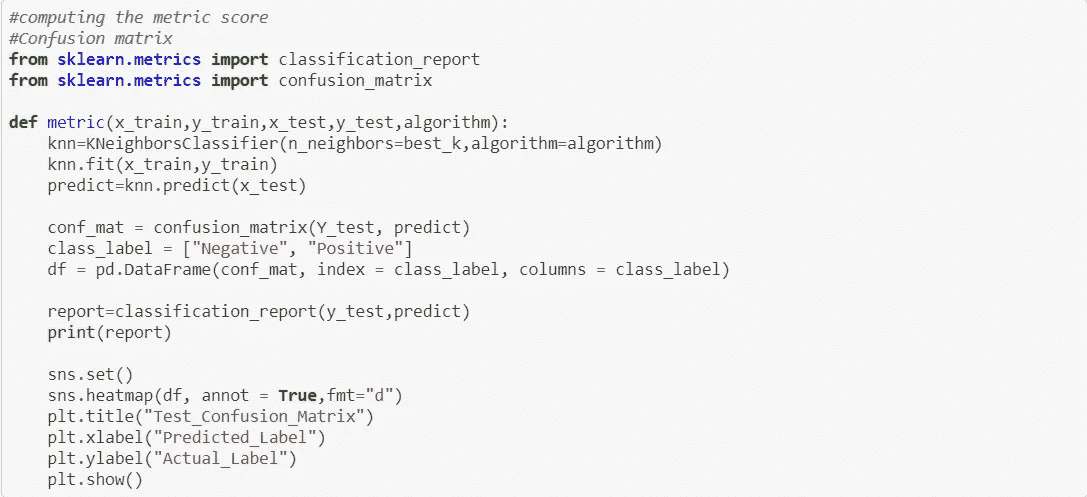 #computing the metric score
#Confusion matrix
from sklearn.metrics import classification_report
from sklearn.metrics import confusion_matrix
def metric(x_train,y_train,x_test,y_test,algorithm):
knn=KNeighborsClassifier(n_neighbors=best_k,algorithm=algorithm)
knn.fit(x_train,y_train)
predict=knn.predict(x_test)
conf_mat = confusion_matrix(Y_test, predict)
class_label = ["Negative", "Positive"]
df = pd.DataFrame(conf_mat, index = class_label, columns = class_label)
report=classification_report(y_test,predict)
print(report)
sns.set()
sns.heatmap(df, annot = True,fmt="d")
plt.title("Test_Confusion_Matrix")
plt.xlabel("Predicted_Label")
plt.ylabel("Actual_Label")
plt.show()